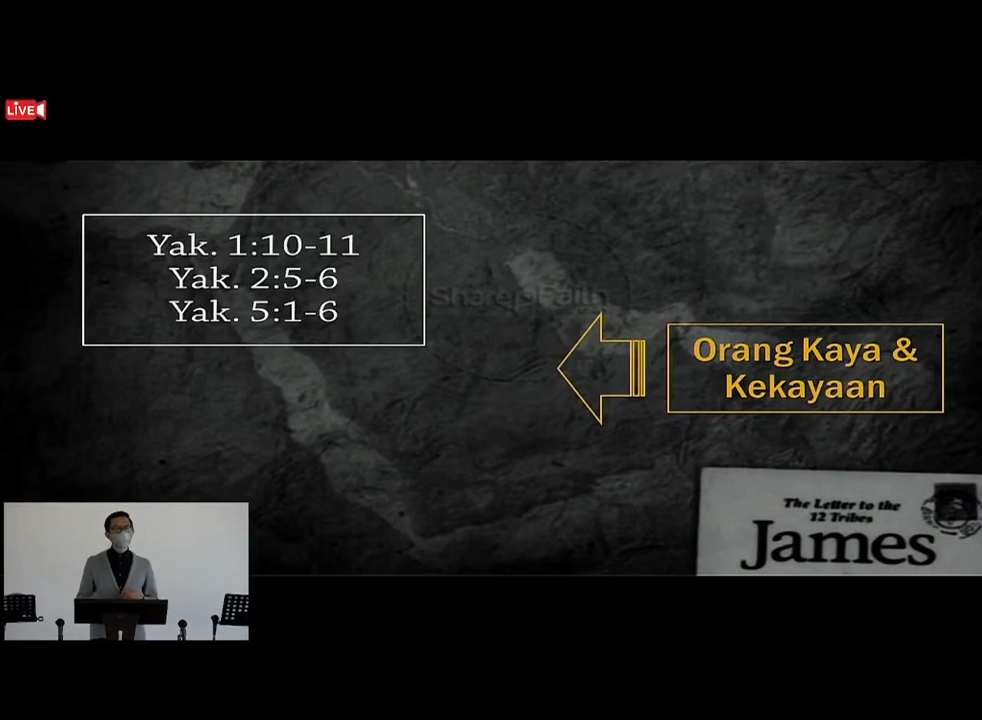 LIVE
Yak. 1:10-11
Yak. 2:5-6
Yak. 5:1-6
ShareFaith
Orang Kaya &
Kekayaan
The Letter to the
12 Tribes
James